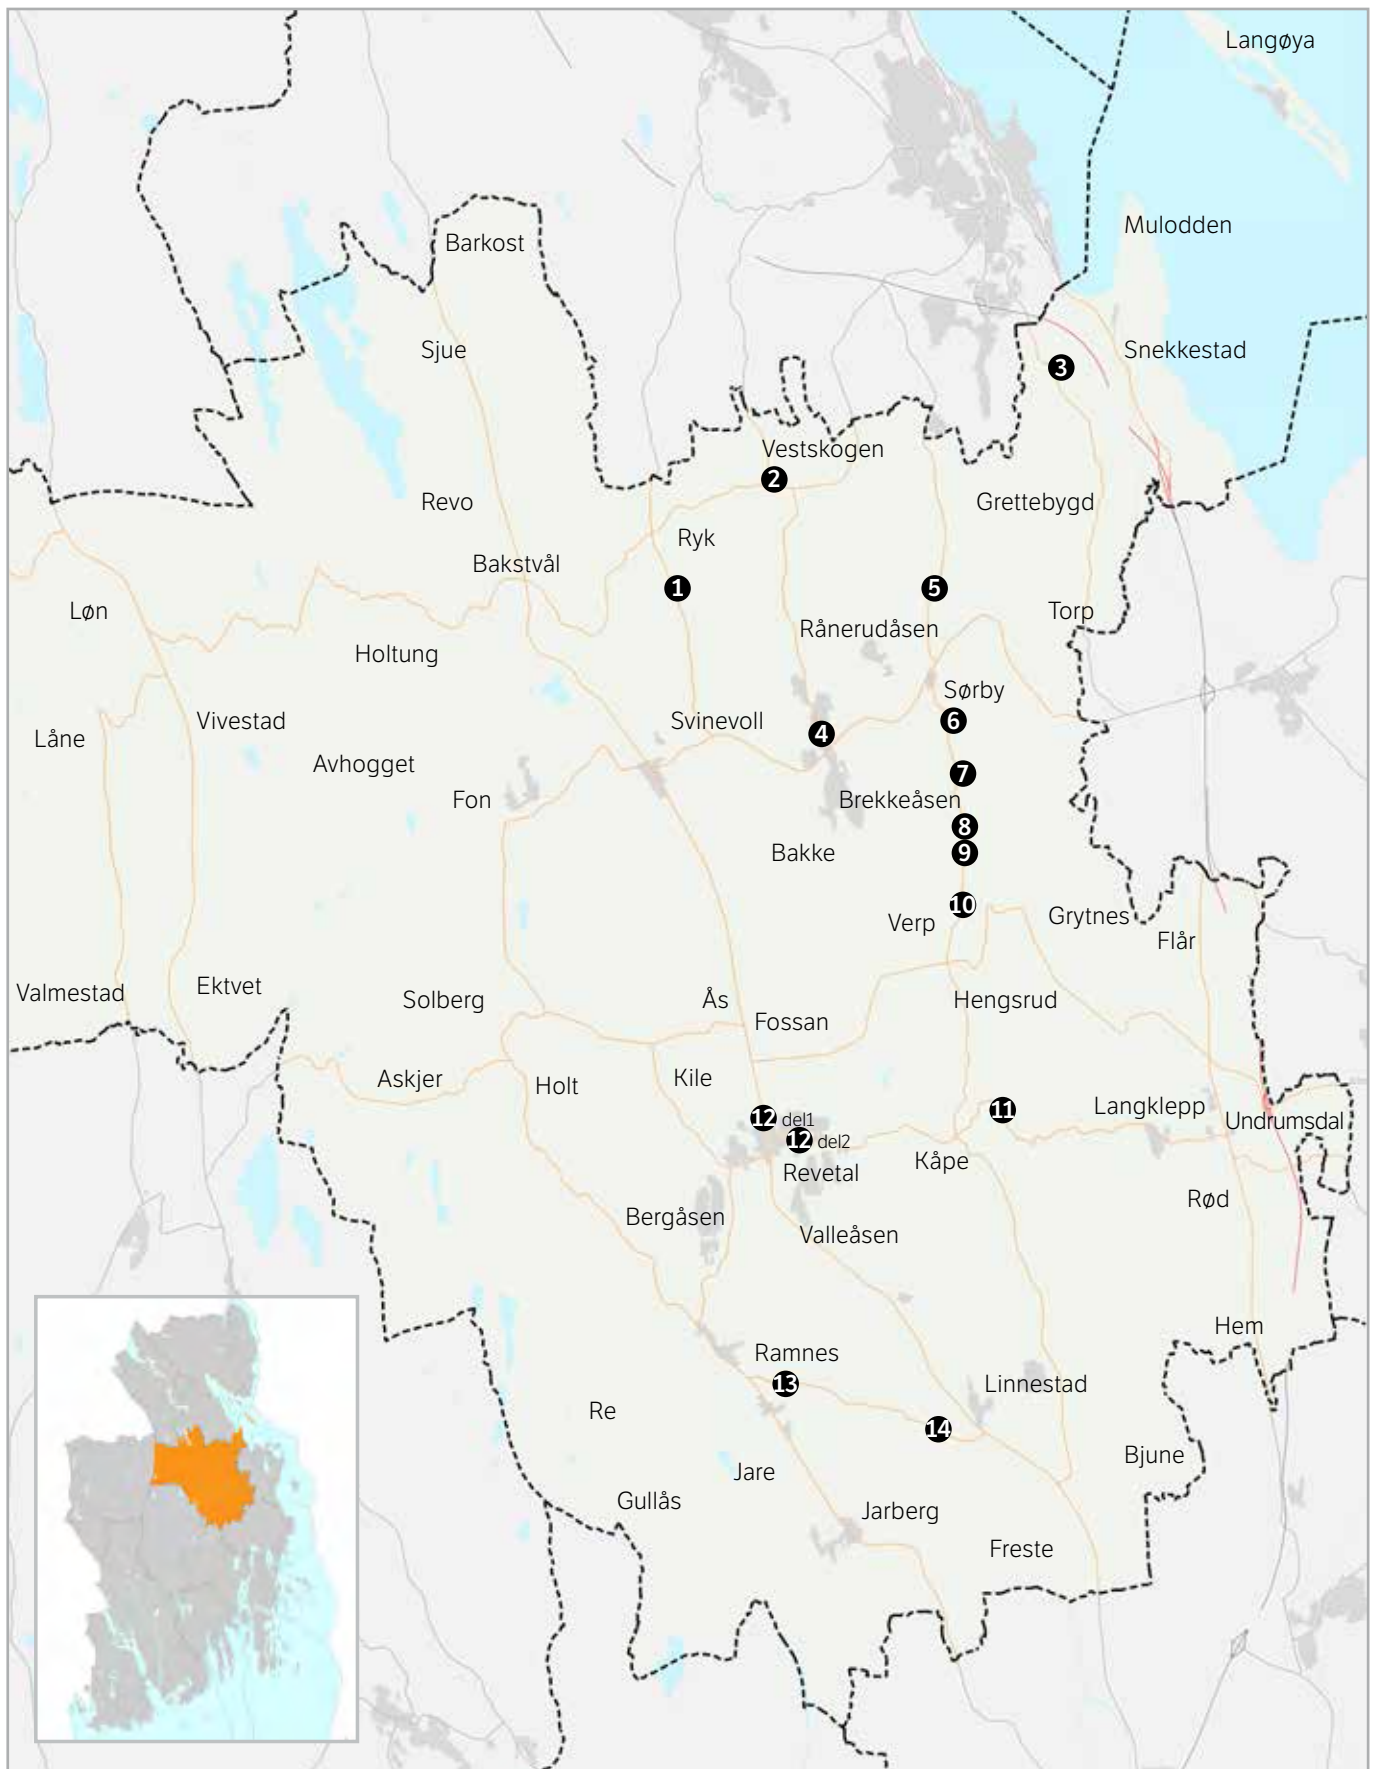 Langøya
Mulodden
Barkost
Sjue
Snekkestad
3
Vestskogen
2
Revo
Grettebygd
Ryk
Bakstvål
1
5
Løn
Torp
Rånerudåsen
Holtung
Sørby
Vivestad
Svinevoll
6
Låne
4
Avhogget
7
Fon
Brekkeåsen
8
Bakke
9
10
Verp
Grytnes
Flår
Valmestad
Ektvet
Solberg
Ås
Hengsrud
Fossan
Askjer
Holt
Kile
Langklepp
11
12 del1
Undrumsdal
12 del2
Kåpe
Revetal
Rød
Bergåsen
Valleåsen
Hem
Ramnes
13
Linnestad
Re
14
Bjune
Jare
Gullås
Jarberg
Freste